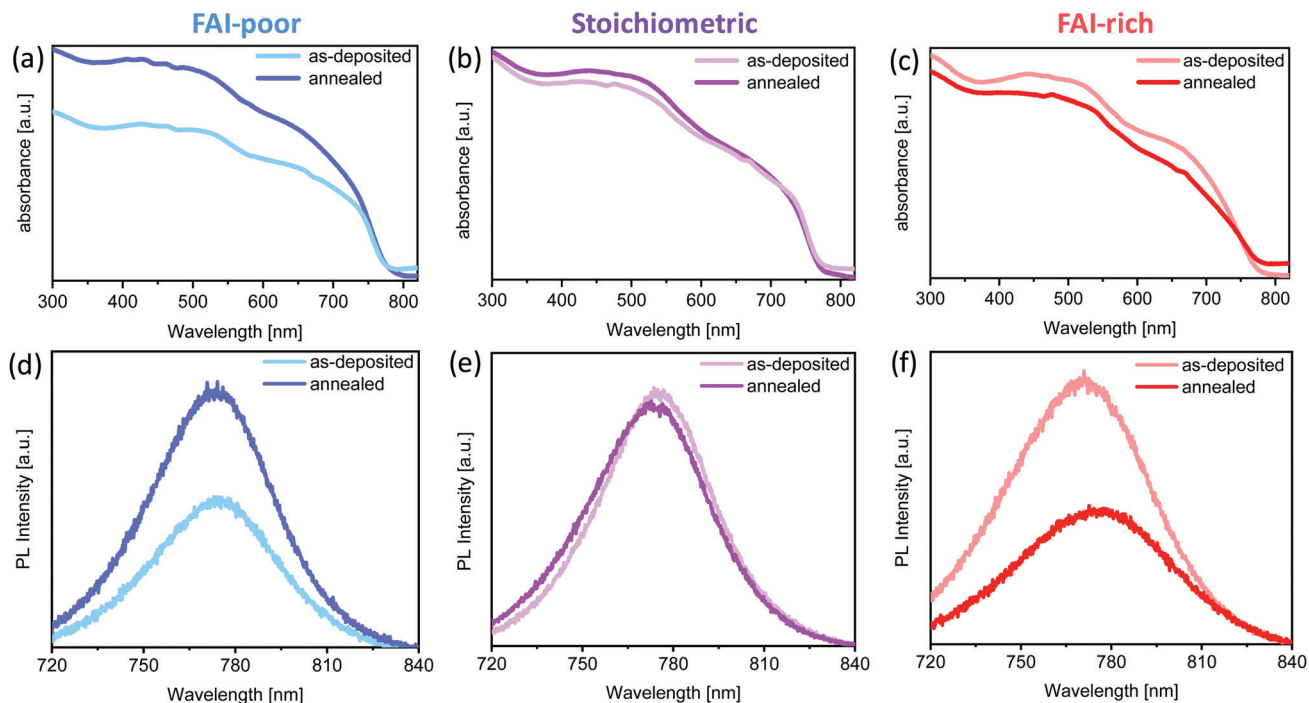 FAI-poor
Stoichiometric
FAI-rich
(a)
as-deposited
annealed
absorbance [a.u.]
300 400 500 600 700 800
Wavelength [nm]
(b)
as-deposited
annealed
absorbance [a.u.]
300 400 500 600 700 800
Wavelength [nm]
(c)
as-deposited
annealed
absorbance [a.u.]
300 400 500 600 700 800
Wavelength [nm]
(d)
as-deposited
annealed
PL Intensity [a.u.]
720 750 780 810 840
Wavelength [nm]
(e)
as-deposited
annealed
PL Intensity [a.u.]
720 750 780 810 840
Wavelength [nm]
(f)
as-deposited
annealed
PL Intensity [a.u.]
720 750 780 810 840
Wavelength [nm]